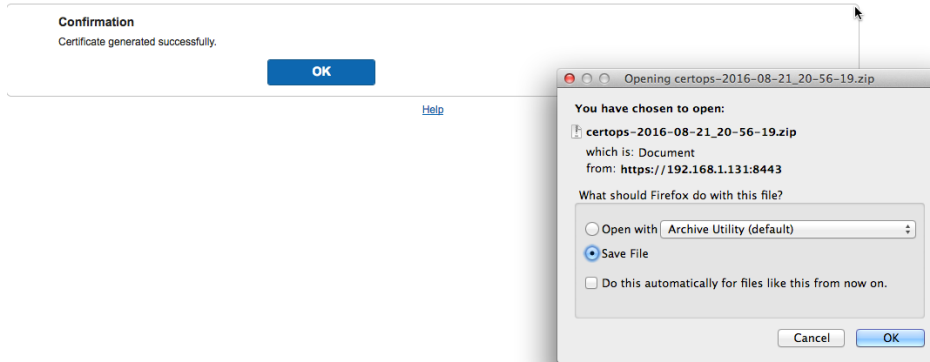 Confirmation
Certificate generated successfully.
OK
Help
Opening certops-2016-08-21_20-56-19.zip
You have chosen to open:
certops-2016-08-21_20-56-19.zip
which is: Document
from: https://192.168.1.131:8443
What should Firefox do with this file?
Open with Archive Utility (default)
Save File
Do this automatically for files like this from now on.
Cancel OK